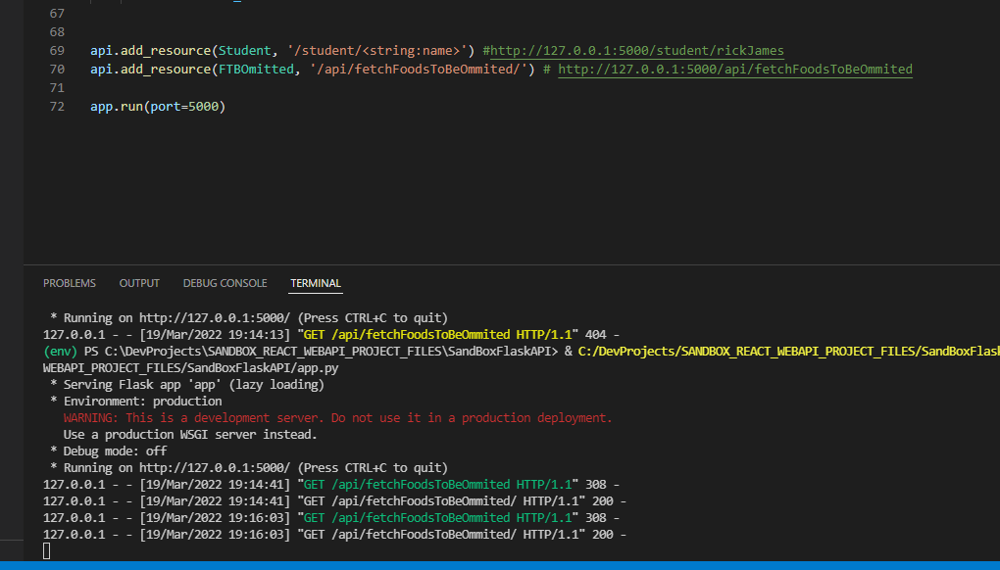 67
68
69 api.add_resource(Student, '/student/<string:name>') #http://127.0.0.1:5000/student/rickJames
70 api.add_resource(FTBOmitted, '/api/fetchFoodsToBeOmmited/') # http://127.0.0.1:5000/api/fetchFoodsToBeOmmited
71
72 app.run(port=5000)
PROBLEMS OUTPUT DEBUG CONSOLE TERMINAL
* Running on http://127.0.0.1:5000/ (Press CTRL+C to quit)
127.0.0.1 - - [19/Mar/2022 19:14:13] "GET /api/fetchFoodsToBeOmmited HTTP/1.1" 404 -
(env) PS C:\DevProjects\SANDBOX_REACT_WEBAPI_PROJECT_FILES\SandBoxFlaskAPI> & C:/DevProjects/SANDBOX_REACT_WEBAPI_PROJECT_FILES/SandBoxFlask
WEBAPI_PROJECT_FILES/SandBoxFlaskAPI/app.py
* Serving Flask app 'app' (lazy loading)
* Environment: production
WARNING: This is a development server. Do not use it in a production deployment.
Use a production WSGI server instead.
* Debug mode: off
* Running on http://127.0.0.1:5000/ (Press CTRL+C to quit)
127.0.0.1 - - [19/Mar/2022 19:14:41] "GET /api/fetchFoodsToBeOmmited HTTP/1.1" 308 -
127.0.0.1 - - [19/Mar/2022 19:14:41] "GET /api/fetchFoodsToBeOmmited/ HTTP/1.1" 200 -
127.0.0.1 - - [19/Mar/2022 19:16:03] "GET /api/fetchFoodsToBeOmmited HTTP/1.1" 308 -
127.0.0.1 - - [19/Mar/2022 19:16:03] "GET /api/fetchFoodsToBeOmmited/ HTTP/1.1" 200 -